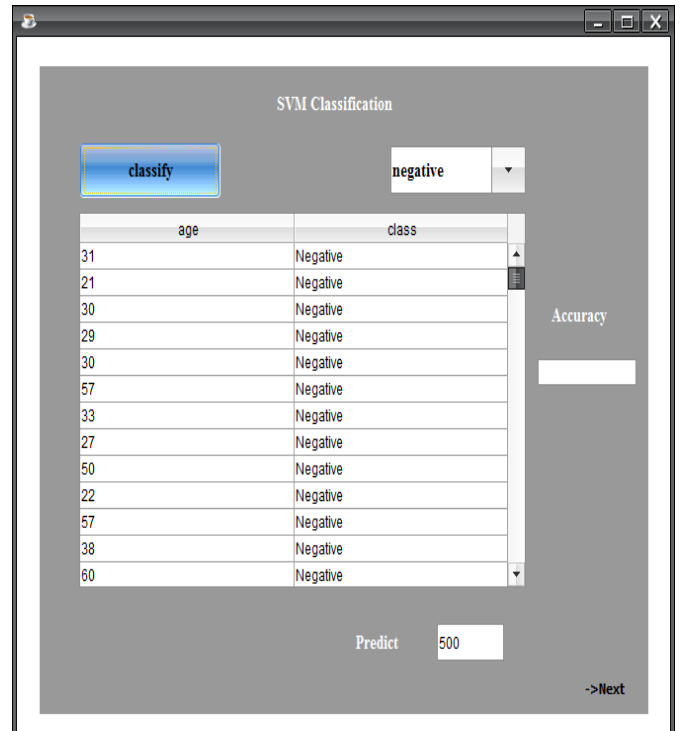 SVM Classification
classify negative
age class
31 Negative
21 Negative
30 Negative
29 Negative
30 Negative
57 Negative
33 Negative
27 Negative
50 Negative
22 Negative
57 Negative
38 Negative
60 Negative
Accuracy
Predict 500
->Next